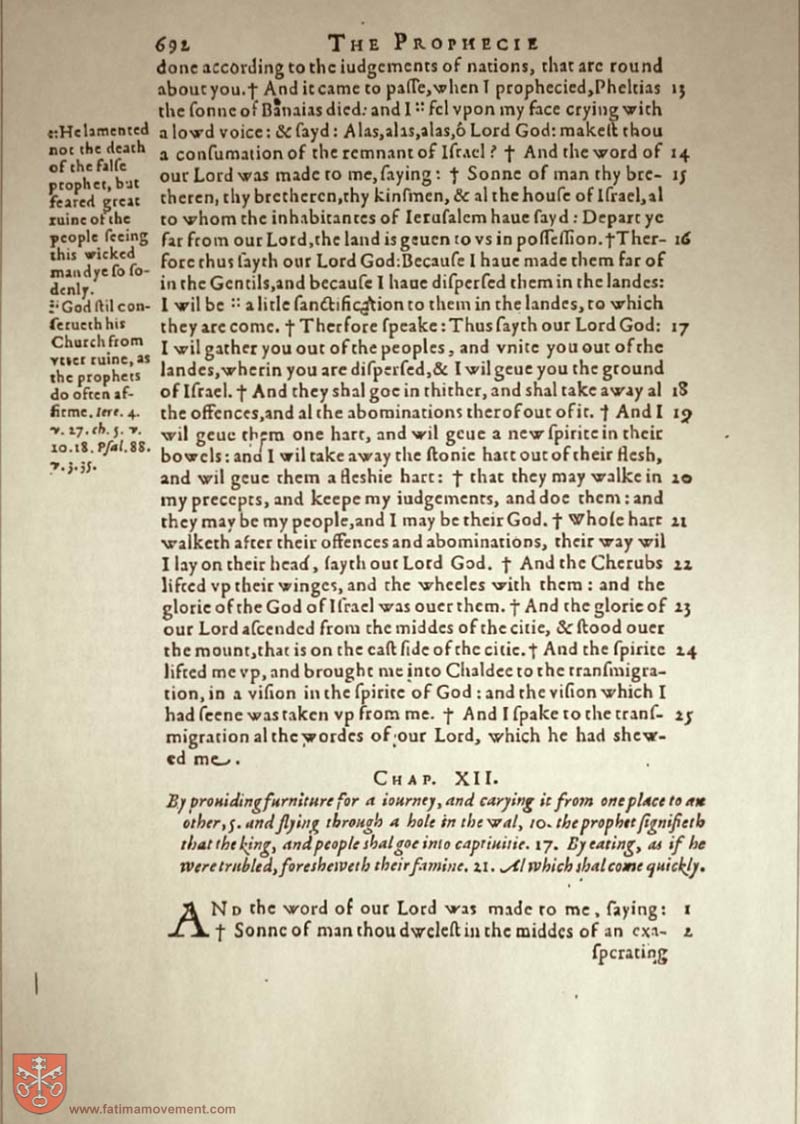 692 THE PROPHECIE
done according to the iudgements of nations, that are round
about you.† And it came to paſſe, when I prophecied, Pheltias 13
the ſonne of Banaias died: and I :: fel vpon my face crying with
a lowd voice: & ſayd: Alas, alas, alas, ô Lord God: makeſt thou
a conſumation of the remnant of Iſrael? † And the word of 14
our Lord was made to me, ſaying: † Sonne of man thy bre- 15
theren, thy bretheren, thy kinſmen, & al the houſe of Iſrael, al
to whom the inhabitantes of Ieruſalem haue ſayd: Depart ye
far from our Lord, the land is geuen to vs in poſſeſſion. † Ther- 16
fore thus ſayth our Lord God: Becauſe I haue made them far of
in the Gentils, and becauſe I haue diſperſed them in the landes:
I wil be :: a litle ſanctification to them in the landes, to which
they are come. † Therfore ſpeake: Thus ſayth our Lord God: 17
I wil gather you out of the peoples, and vnite you out of the
landes, wherin you are diſperſed, & I wil geue you the ground
of Iſrael. † And they shal goe in thither, and shal take away al 18
the offences, and al the abominations therof out of it. † And I 19
wil geue them one hart, and wil geue a new ſpirite in their
bowels: and I wil take away the ſtonie hart out of their flesh,
and wil geue them a fleshie hart: † that they may walke in 20
my precepts, and keepe my iudgements, and doe them: and
they may be my people, and I may be their God. † Whoſe hart 21
walketh after their offences and abominations, their way wil
I lay on their head, ſayth our Lord God. † And the Cherubs 22
lifted vp their winges, and the wheeles with them: and the
glorie of the God of Iſrael was ouer them. † And the glorie of 23
our Lord aſcended from the middes of the citie, & ſtood ouer
the mount, that is on the eaſt ſide of the citie. † And the ſpirite 24
lifted me vp, and brought me into Chaldee to the tranſmigra-
tion, in a viſion in the ſpirite of God: and the viſion which I
had ſeene was taken vp from me. † And I ſpake to the tranſ- 25
migration al the wordes of our Lord, which he had shew-
ed me.
:: He lamented
not the death
of the falſe
prophet, but
feared great
ruine of the
people ſeeing
this wicked
man dye ſo ſo-
denly.
:: God ſtil con-
ſerueth his
Church from
vtter ruine, as
the prophets
do often af-
firme. Iere. 4.
v. 27. ch. 5. v.
10. 18. Pſal. 88.
v. 3. 35.
CHAP. XII.
By prouiding furniture for a iourney, and carying it from one place to an
other, 5. and flying through a hole in the wal, 10. the prophet ſignifieth
that the king, and people shal goe into captiuitie. 17. By eating, as if he
were trubled, foresheweth their famine. 21. Al which shal come quickly.
AND the word of our Lord was made to me, ſaying: 1
† Sonne of man thou dweleſt in the middes of an exa- 2
ſperating
www.fatimamovement.com